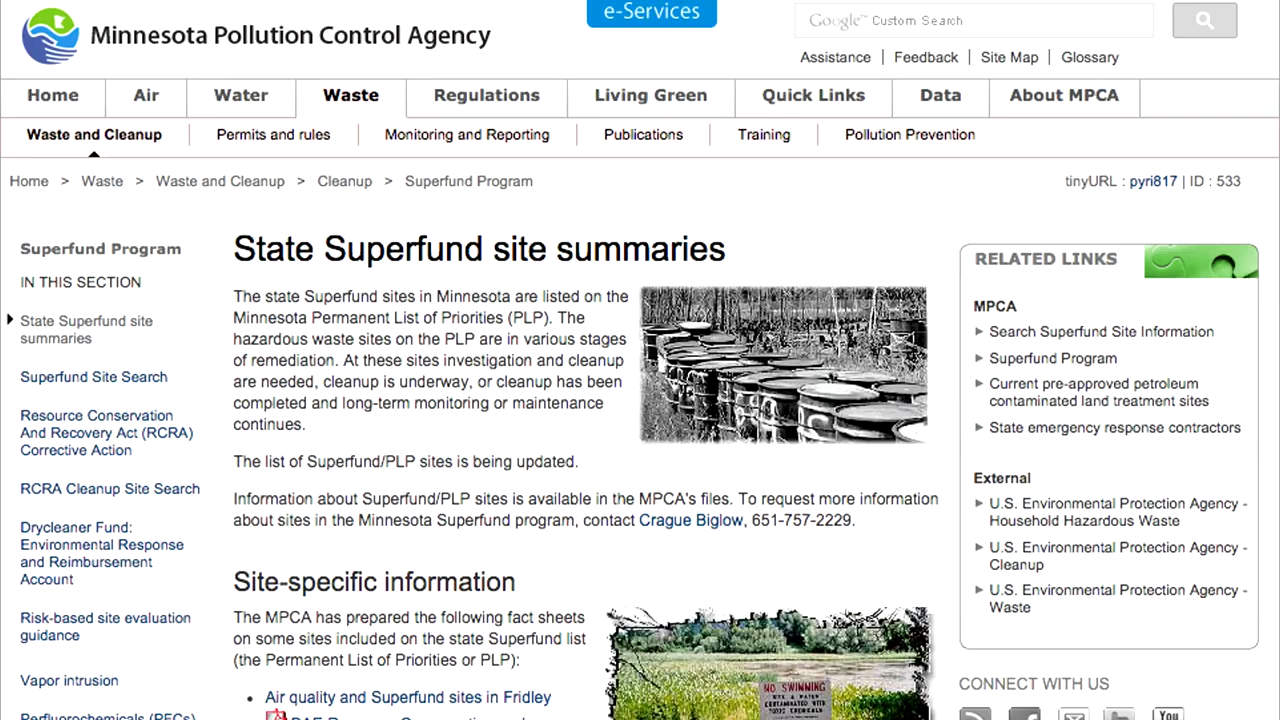 e-Services
Minnesota Pollution Control Agency
Google™ Custom Search
Assistance | Feedback | Site Map | Glossary
Home Air Water Waste Regulations Living Green Quick Links Data About MPCA
Waste and Cleanup Permits and rules Monitoring and Reporting Publications Training Pollution Prevention
Home > Waste > Waste and Cleanup > Cleanup > Superfund Program
tinyURL : pyri817 | ID : 533
Superfund Program
IN THIS SECTION
State Superfund site
summaries
Superfund Site Search
Resource Conservation
And Recovery Act (RCRA)
Corrective Action
RCRA Cleanup Site Search
Drycleaner Fund:
Environmental Response
and Reimbursement
Account
Risk-based site evaluation
guidance
Vapor intrusion
Perfluorochemicals (PFCs)
State Superfund site summaries
The state Superfund sites in Minnesota are listed on the
Minnesota Permanent List of Priorities (PLP). The
hazardous waste sites on the PLP are in various stages
of remediation. At these sites investigation and cleanup
are needed, cleanup is underway, or cleanup has been
completed and long-term monitoring or maintenance
continues.
The list of Superfund/PLP sites is being updated.
Information about Superfund/PLP sites is available in the MPCA's files. To request more information
about sites in the Minnesota Superfund program, contact Crague Biglow, 651-757-2229.
Site-specific information
The MPCA has prepared the following fact sheets
on some sites included on the state Superfund list
(the Permanent List of Priorities or PLP):
• Air quality and Superfund sites in Fridley
NO SWIMMING
CONTAMINATED WITH
TOXIC CHEMICALS
RELATED LINKS
MPCA
Search Superfund Site Information
Superfund Program
Current pre-approved petroleum
contaminated land treatment sites
State emergency response contractors
External
U.S. Environmental Protection Agency -
Household Hazardous Waste
U.S. Environmental Protection Agency -
Cleanup
U.S. Environmental Protection Agency -
Waste
CONNECT WITH US
You